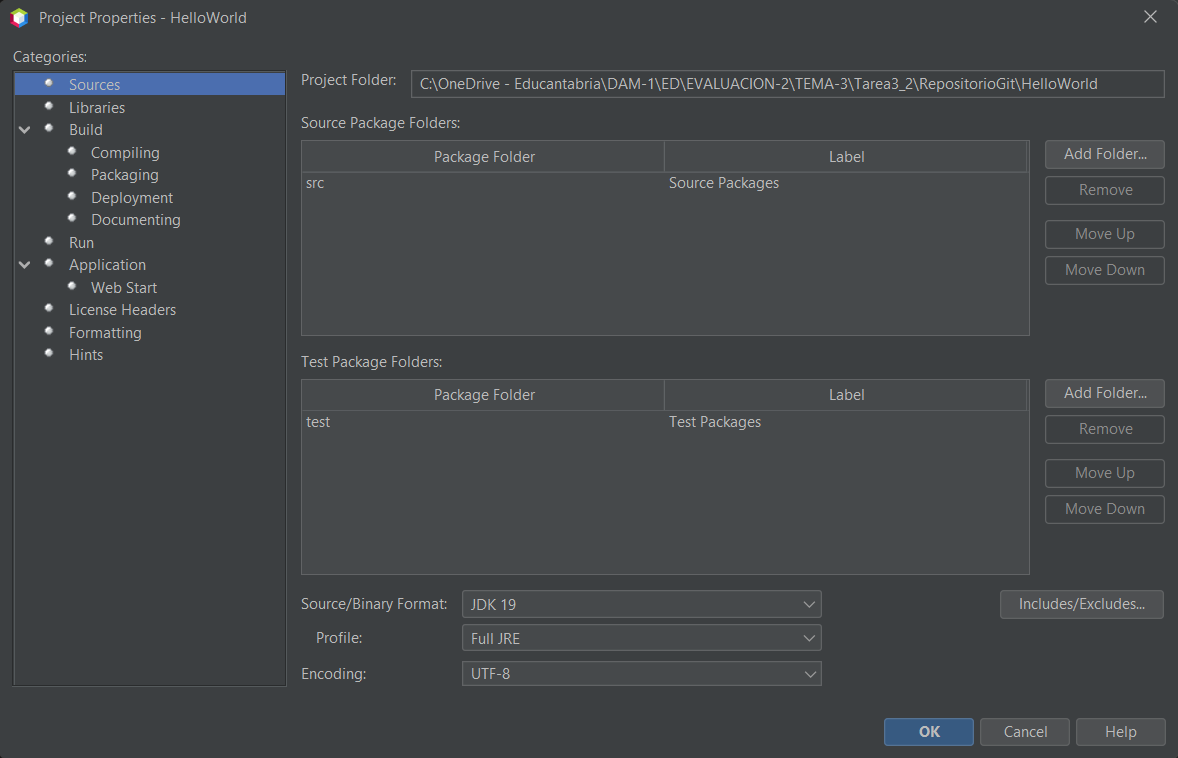 Project Properties - HelloWorld
Categories:
Sources
Libraries
Build
Compiling
Packaging
Deployment
Documenting
Run
Application
Web Start
License Headers
Formatting
Hints
Project Folder: C:\OneDrive - Educantabria\DAM-1\ED\EVALUACION-2\TEMA-3\Tarea3_2\RepositorioGit\HelloWorld
Source Package Folders:
Package Folder Label
src Source Packages
Add Folder...
Remove
Move Up
Move Down
Test Package Folders:
Package Folder Label
test Test Packages
Add Folder...
Remove
Move Up
Move Down
Source/Binary Format: JDK 19 Includes/Excludes...
Profile: Full JRE
Encoding: UTF-8
OK Cancel Help